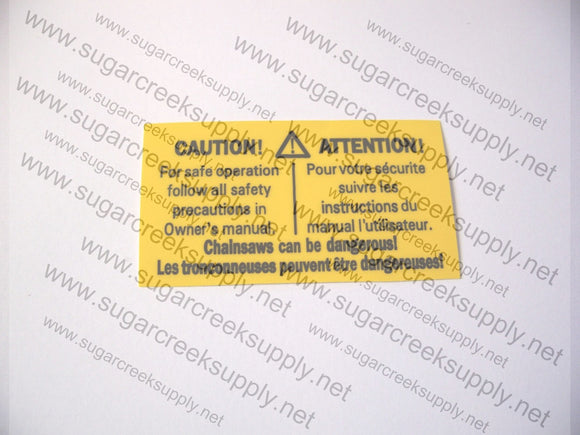 CAUTION!
For safe operation
follow all safety
precautions in
Owner's manual.
ATTENTION!
Pour votre sécurite
suivre les
instructions du
manual l'utilisateur.
Chainsaws can be dangerous!
Les tronconneuses peuvent être dangereuses!
www.sugarcreeksupply.net